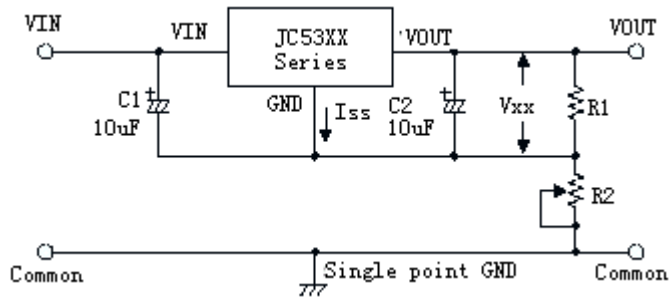 VIN
VIN
JC53XX
Series
VOUT
VOUT
C1
10uF
GND
Iss
C2
10uF
Vxx
R1
R2
Common
Single point GND
Common